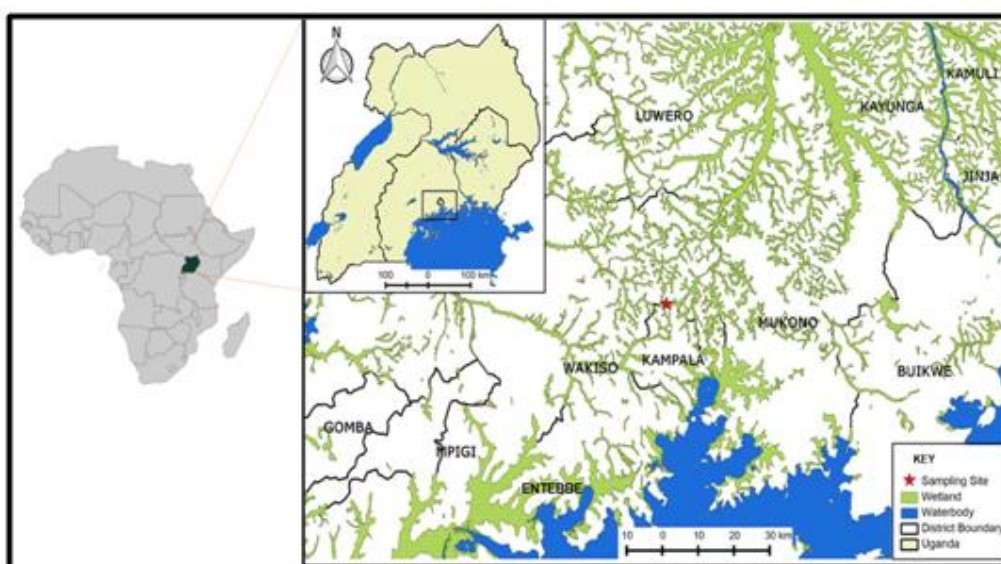 N
100 0 100 km
LUWERO
KAMULI
KAYUNGA
JINJA
MUKONO
KAMPALA
WAKISO
BUIKWE
GOMBA
MPIGI
ENTEBBE
10 0 10 20 30 km
KEY
Sampling Site
Wetland
Waterbody
District Boundary
Uganda